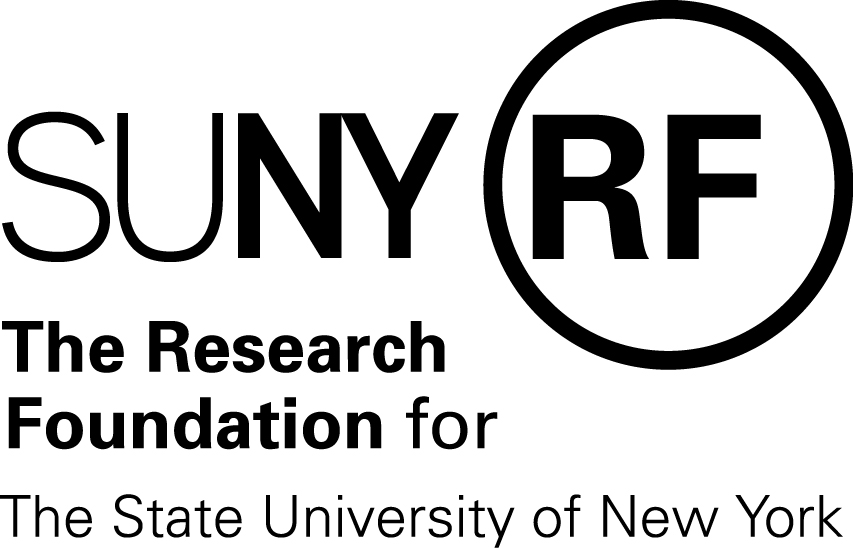 SUNY RF
The Research
Foundation for
The State University of New York